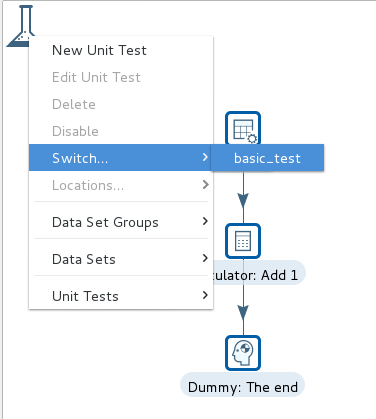 New Unit Test
Edit Unit Test
Delete
Disable
Switch...
basic_test
Locations...
Data Set Groups
Data Sets
culator: Add 1
Unit Tests
Dummy: The end